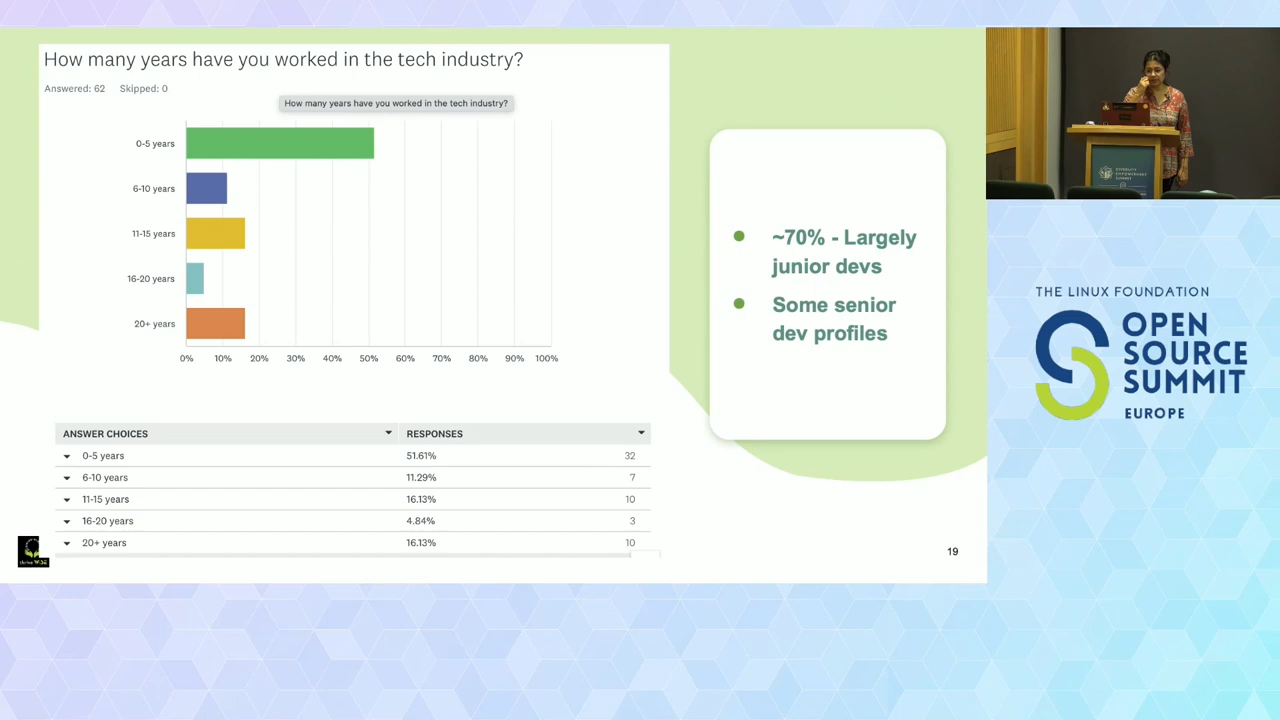 How many years have you worked in the tech industry?
Answered: 62 Skipped: 0
How many years have you worked in the tech industry?
0-5 years
6-10 years
11-15 years
16-20 years
20+ years
0% 10% 20% 30% 40% 50% 60% 70% 80% 90% 100%
ANSWER CHOICES RESPONSES
0-5 years 51.61% 32
6-10 years 11.29% 7
11-15 years 16.13% 10
16-20 years 4.84% 3
20+ years 16.13% 10
~70% - Largely
junior devs
Some senior
dev profiles
19
THE LINUX FOUNDATION
OPEN
SOURCE
SUMMIT
EUROPE